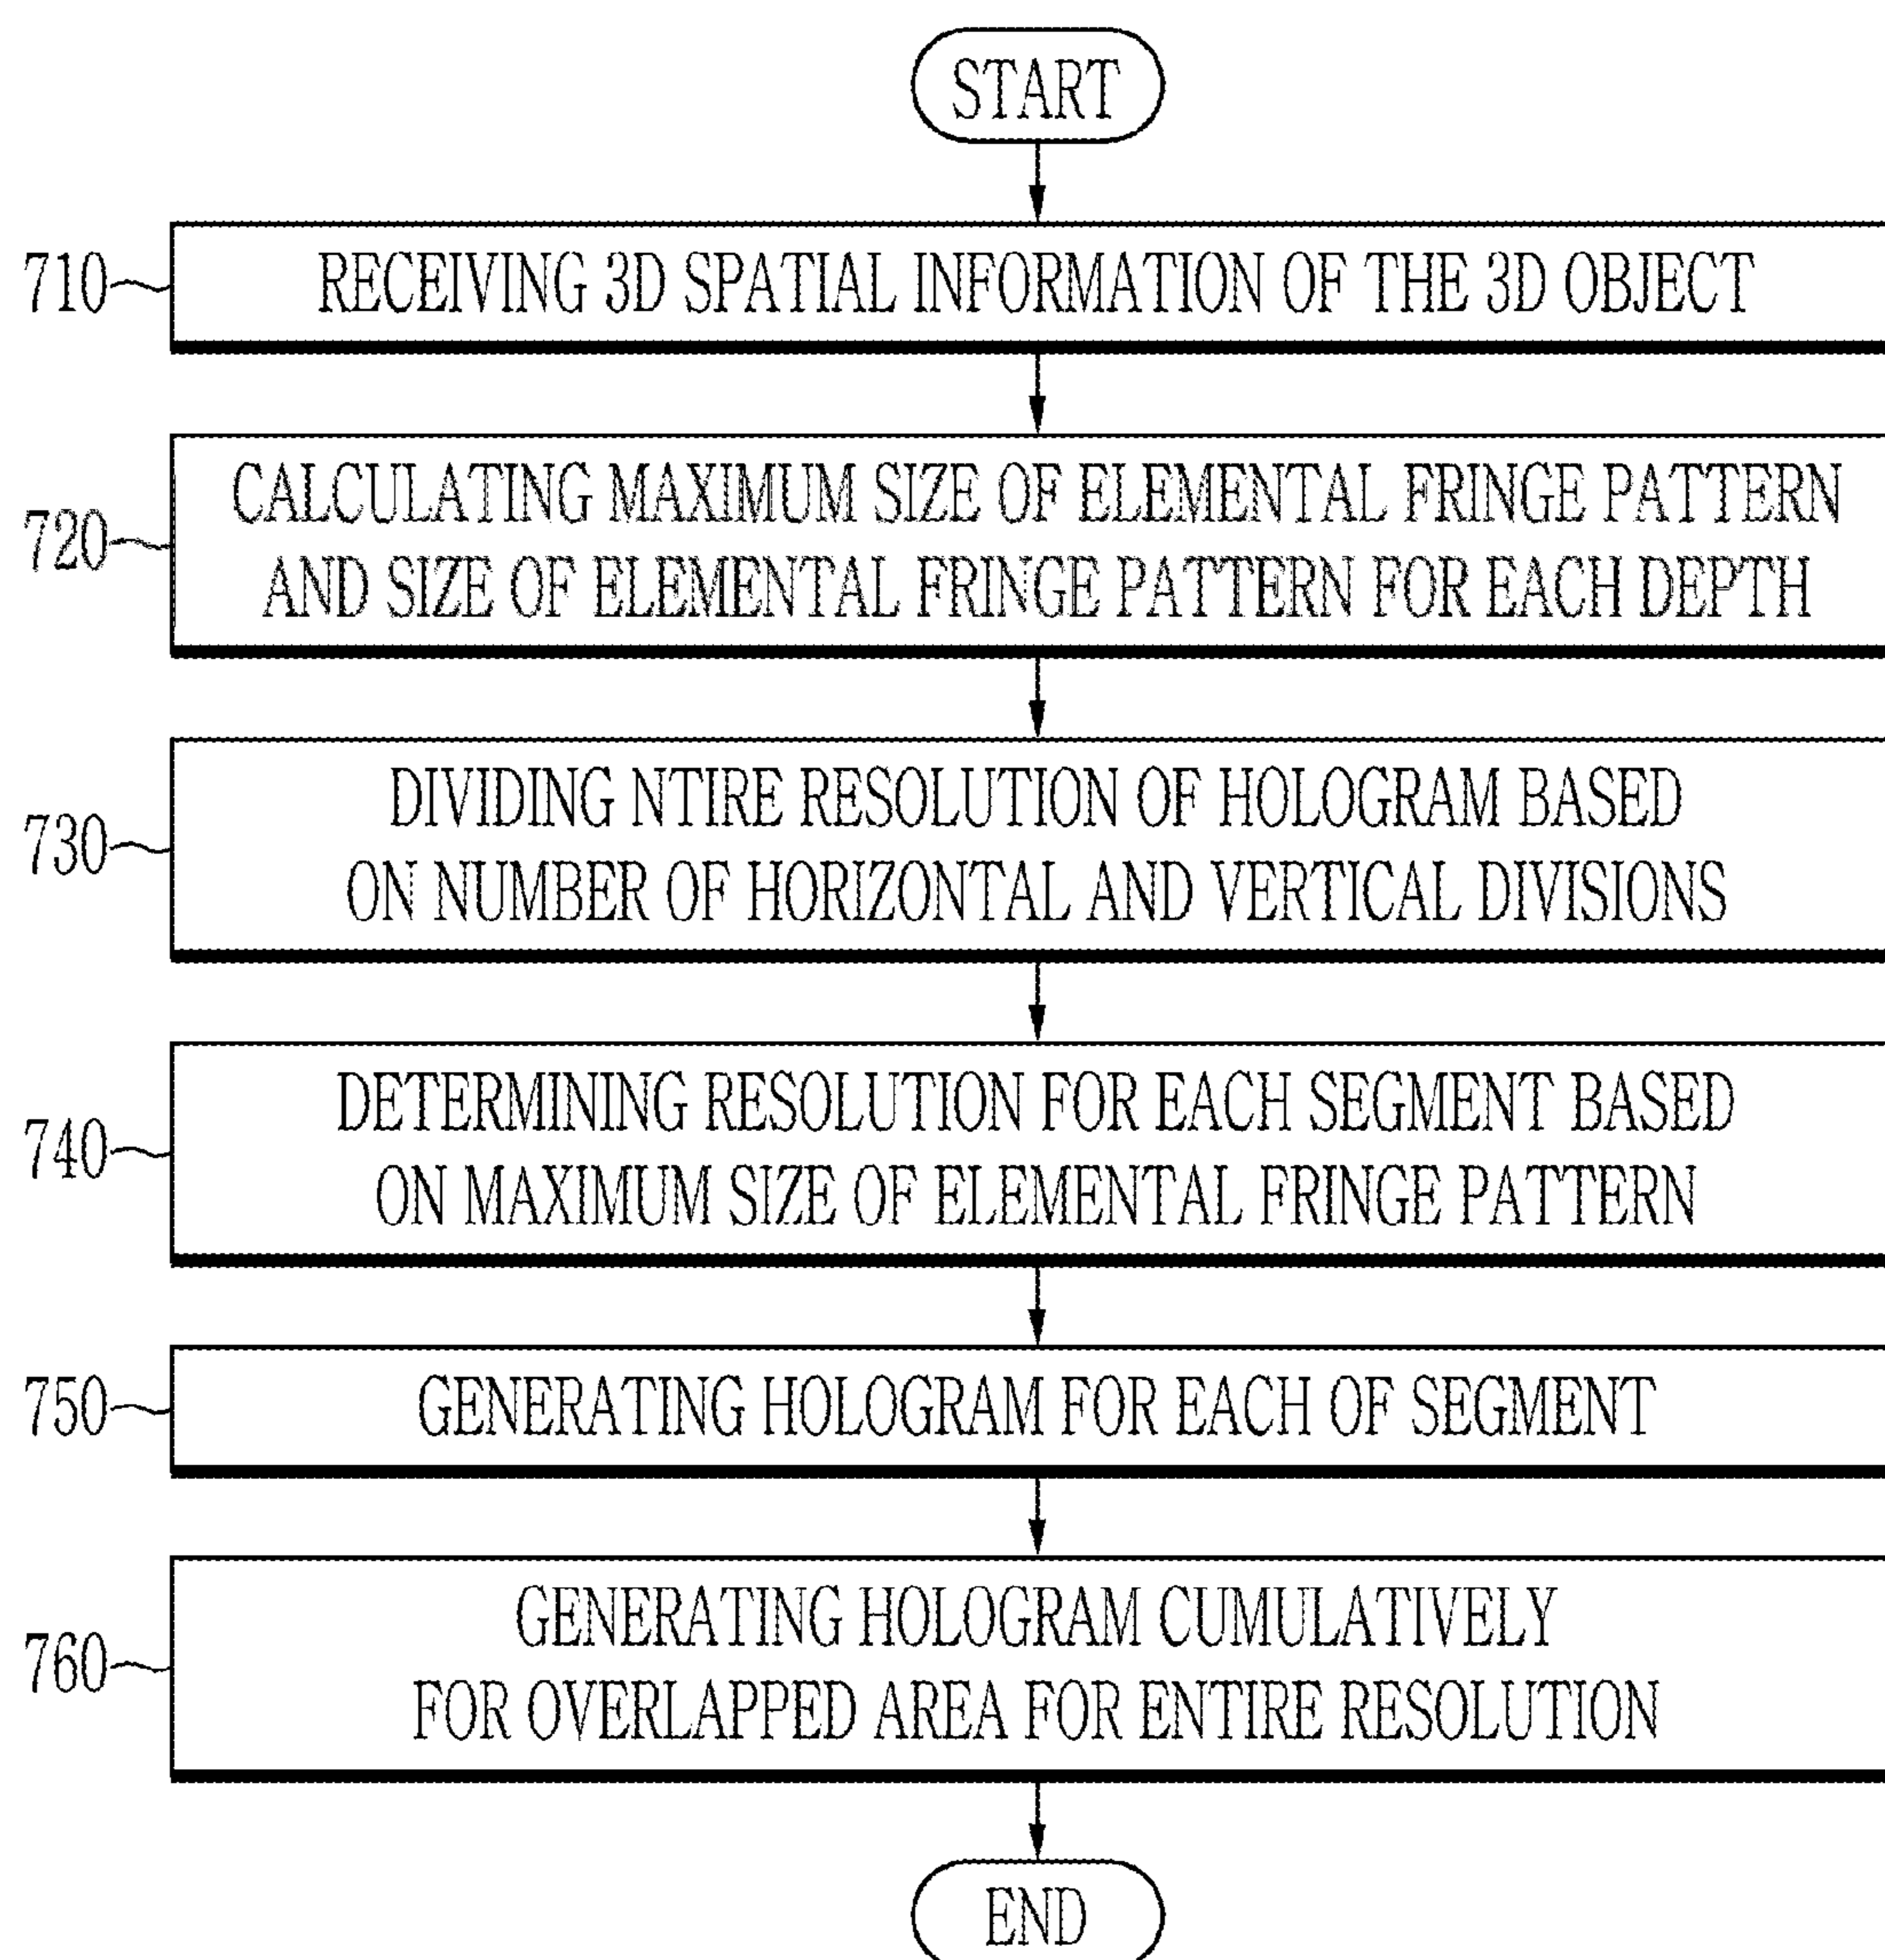 START
710
RECEIVING 3D SPATIAL INFORMATION OF THE 3D OBJECT
720
CALCULATING MAXIMUM SIZE OF ELEMENTAL FRINGE PATTERN
AND SIZE OF ELEMENTAL FRINGE PATTERN FOR EACH DEPTH
730
DIVIDING NTIRE RESOLUTION OF HOLOGRAM BASED
ON NUMBER OF HORIZONTAL AND VERTICAL DIVISIONS
740
DETERMINING RESOLUTION FOR EACH SEGMENT BASED
ON MAXIMUM SIZE OF ELEMENTAL FRINGE PATTERN
750
GENERATING HOLOGRAM FOR EACH OF SEGMENT
760
GENERATING HOLOGRAM CUMULATIVELY
FOR OVERLAPPED AREA FOR ENTIRE RESOLUTION
END